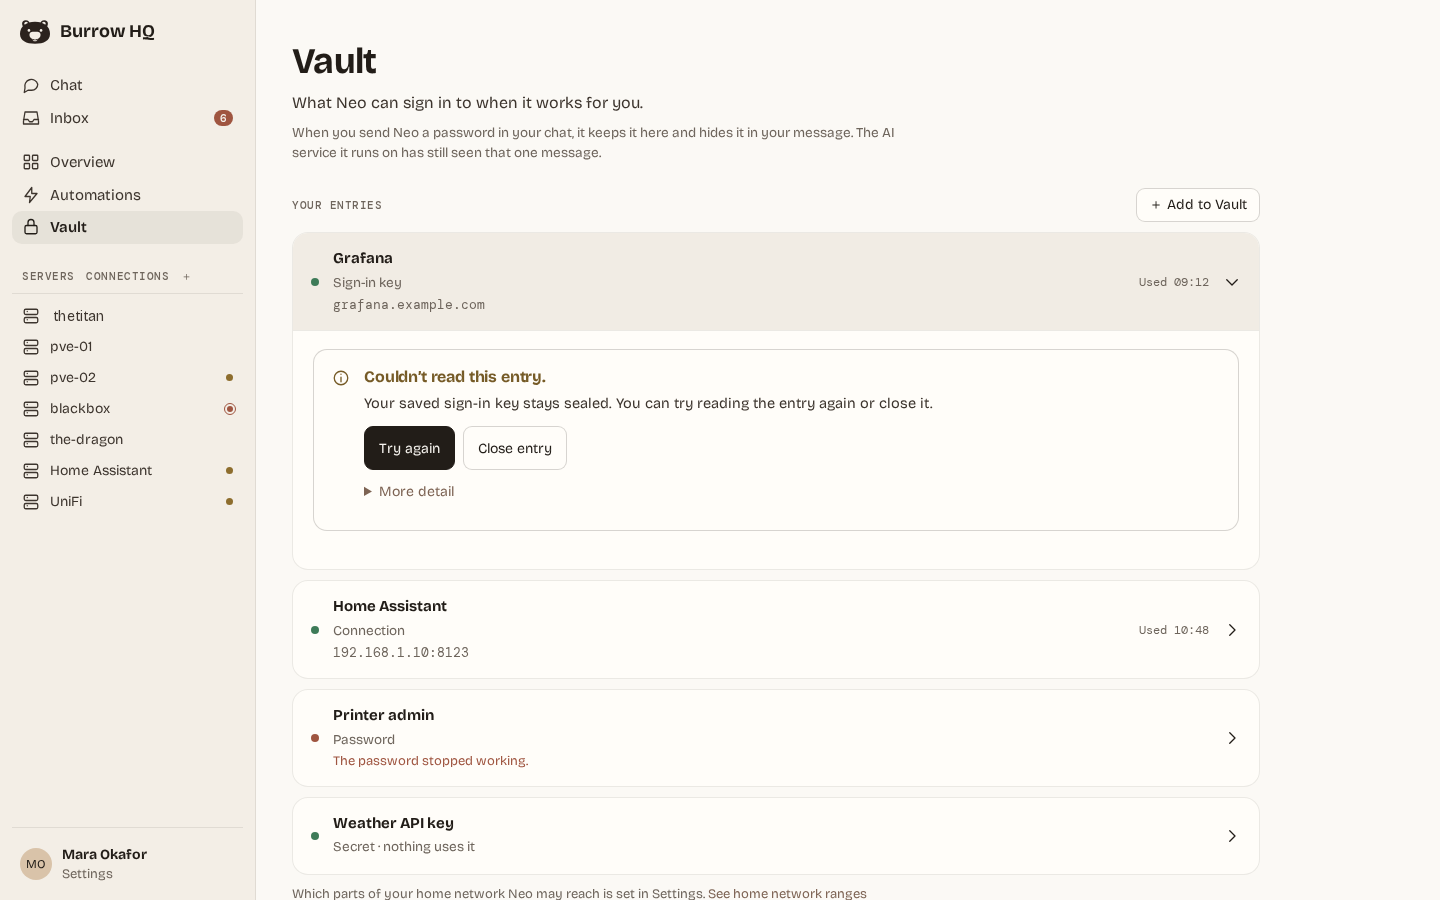 Burrow HQ
Chat
Inbox
6
Overview
Automations
Vault
SERVERS CONNECTIONS +
thetitan
pve-01
pve-02
blackbox
the-dragon
Home Assistant
UniFi
MO
Mara Okafor
Settings
Vault
What Neo can sign in to when it works for you.
When you send Neo a password in your chat, it keeps it here and hides it in your message. The AI
service it runs on has still seen that one message.
YOUR ENTRIES
+ Add to Vault
Grafana
Sign-in key
grafana.example.com
Used 09:12
Couldn’t read this entry.
Your saved sign-in key stays sealed. You can try reading the entry again or close it.
Try again
Close entry
More detail
Home Assistant
Connection
192.168.1.10:8123
Used 10:48
Printer admin
Password
The password stopped working.
Weather API key
Secret · nothing uses it
Which parts of your home network Neo may reach is set in Settings. See home network ranges